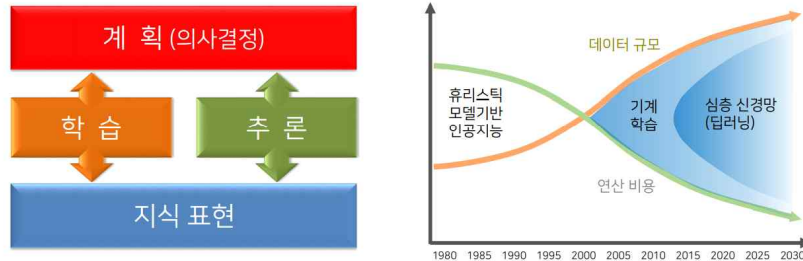 계 획 (의사결정)
학 습
추 론
지식 표현
데이터 규모
휴리스틱
모델기반
인공지능
기계
학습
심층 신경망
(딥러닝)
연산 비용
1980 1985 1990 1995 2000 2005 2010 2015 2020 2025 2030